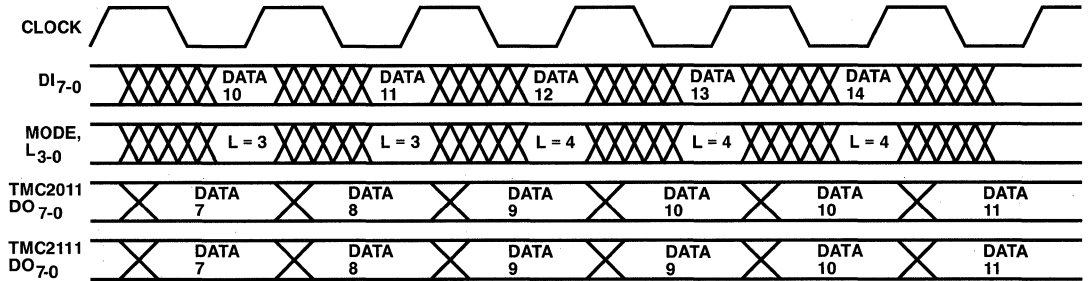 CLOCK
DI7-0
DATA DATA DATA DATA DATA
10 11 12 13 14
MODE,
L3-0
L = 3 L = 3 L = 4 L = 4 L = 4
TMC2011
DO7-0
DATA DATA DATA DATA DATA DATA
7 8 9 10 10 11
TMC2111
DO7-0
DATA DATA DATA DATA DATA DATA
7 8 9 9 10 11